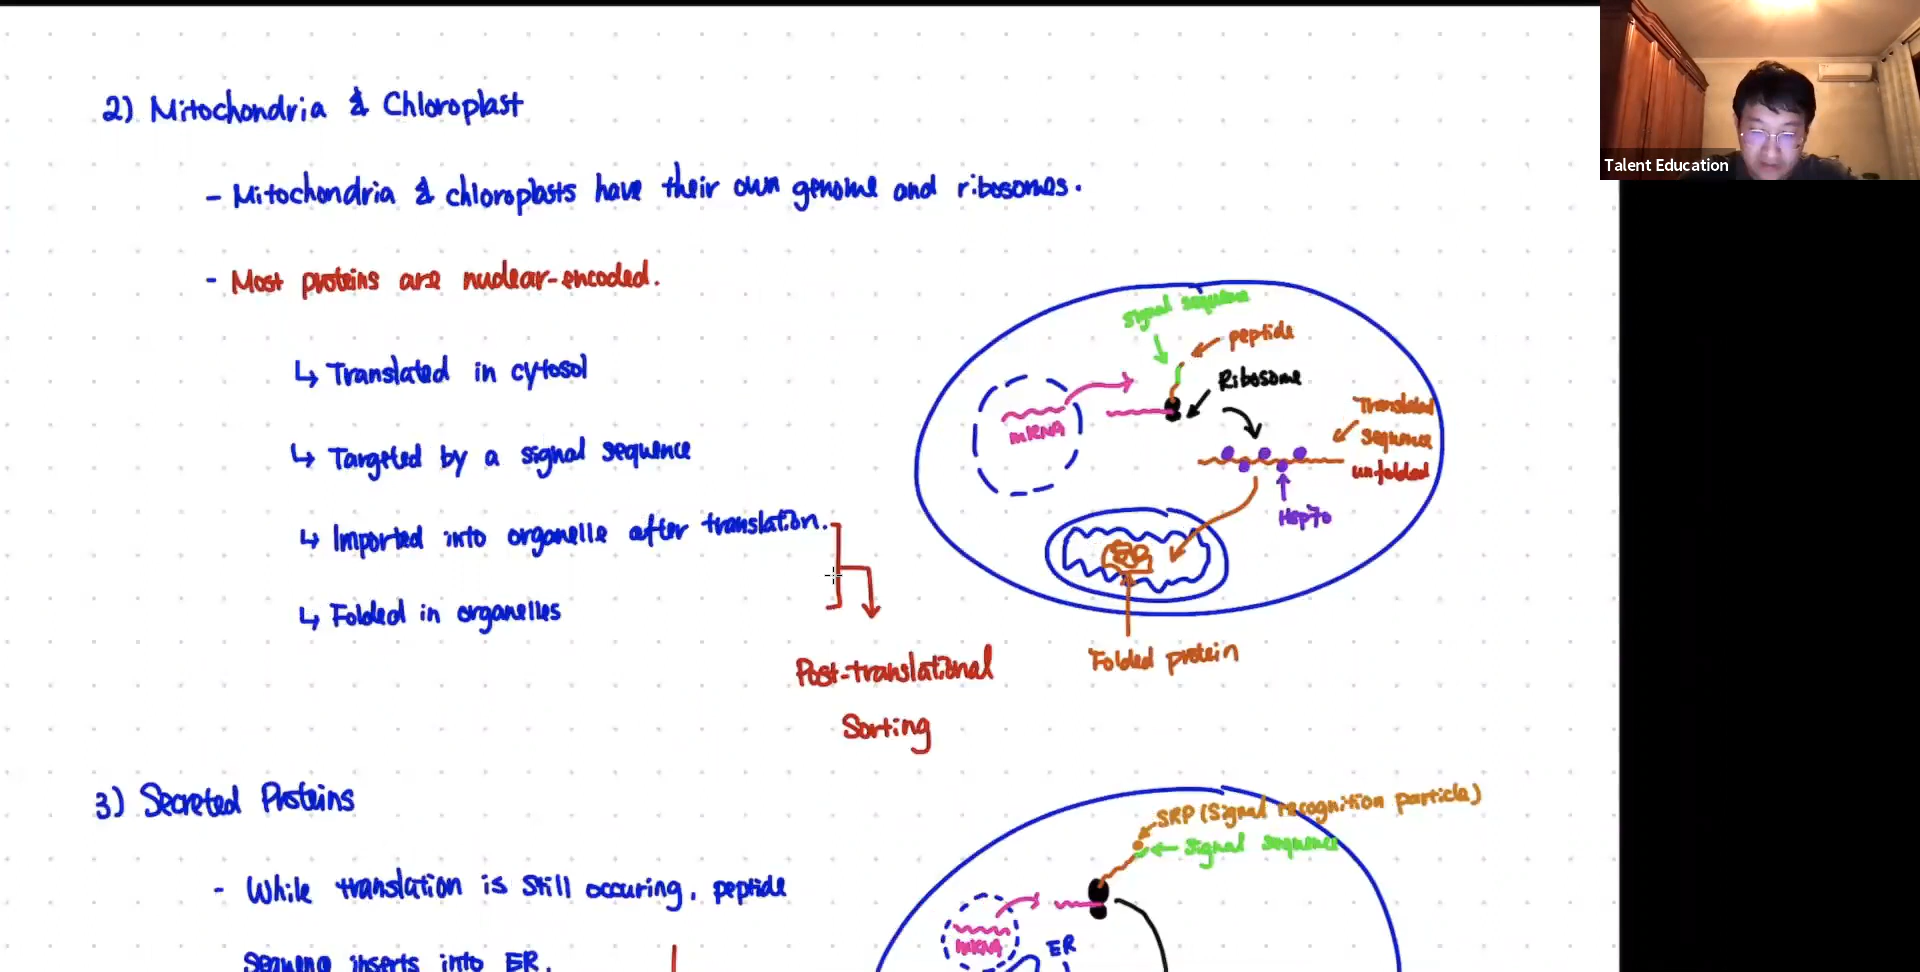 2) Mitochondria & Chloroplast
Talent Education
- Mitochondria & chloroplasts have their own genome and ribosomes.
- Most proteins are nuclear-encoded.
↳ Translated in cytosol
↳ Targeted by a signal sequence
↳ Imported into organelle after translation.
↳ Folded in organelles
Post-translational
Sorting
signal sequence
peptide
Ribosome
mRNA
Translated
sequence
unfolded
Hsp70
Folded protein
3) Secreted Proteins
- While translation is still occuring, peptide
Sequence inserts into ER.
SRP (Signal recognition particle)
signal sequence
mRNA
ER